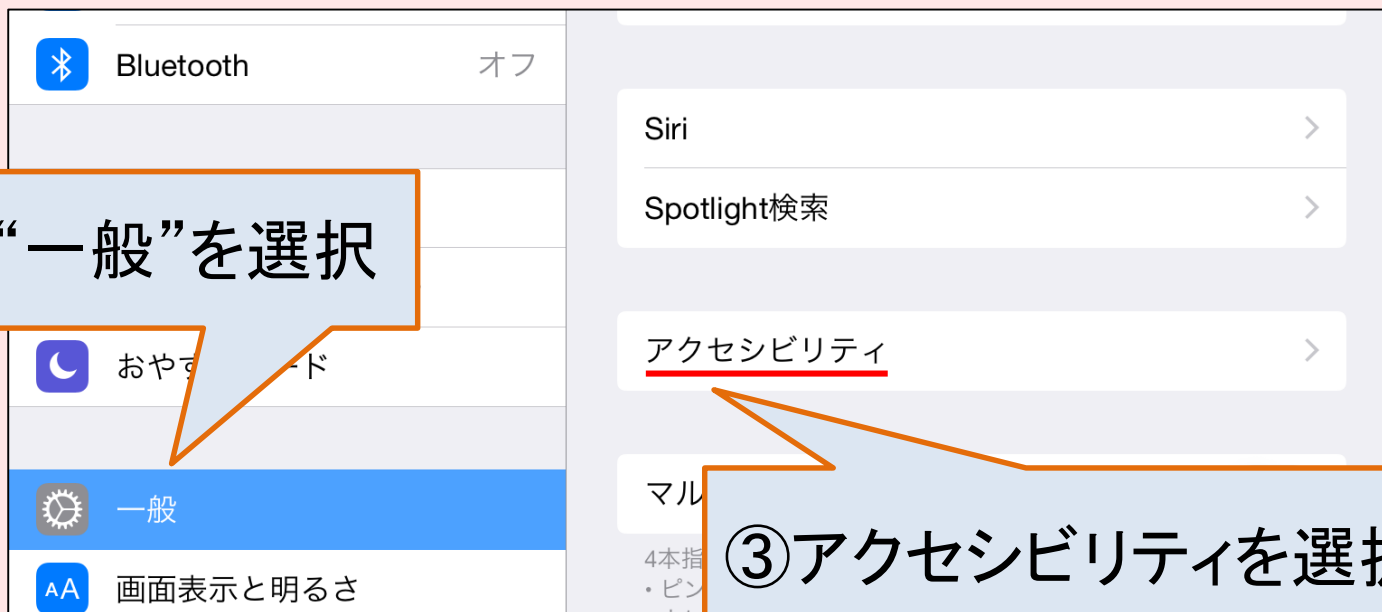 Bluetooth
オフ
“一般”を選択
おやす
ド
一般
画面表示と明るさ
Siri
Spotlight検索
アクセシビリティ
マル
③アクセシビリティを選択
4本指
・ピン